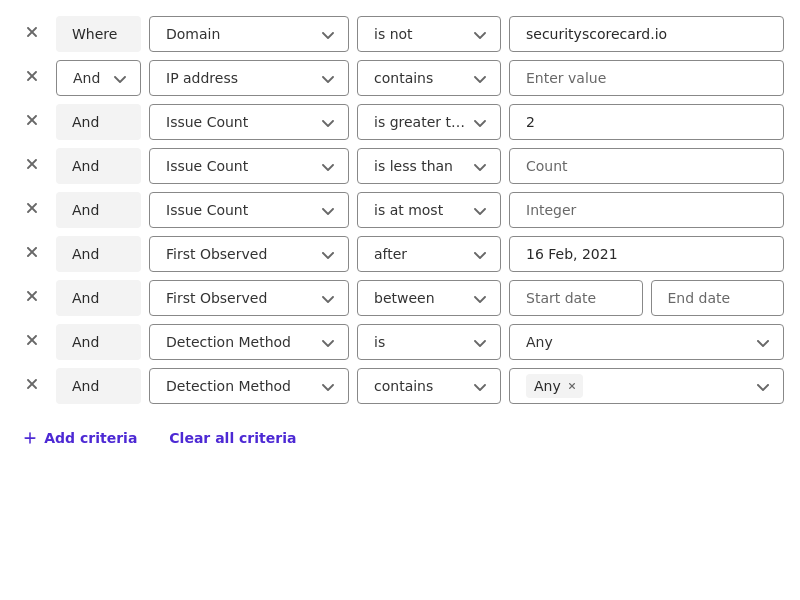 Where Domain is not securityscorecard.io
And IP address contains Enter value
And Issue Count is greater t... 2
And Issue Count is less than Count
And Issue Count is at most Integer
And First Observed after 16 Feb, 2021
And First Observed between Start date End date
And Detection Method is Any
And Detection Method contains Any ×
+ Add criteria Clear all criteria